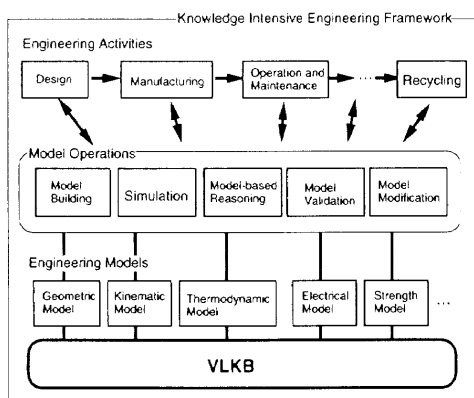 Knowledge Intensive Engineering Framework
Engineering Activities
Design
Manufacturing
Operation and
Maintenance
...
Recycling
Model Operations
Model
Building
Simulation
Model-based
Reasoning
Model
Validation
Model
Modification
Engineering Models
Geometric
Model
Kinematic
Model
Thermodynamic
Model
Electrical
Model
Strength
Model
...
VLKB